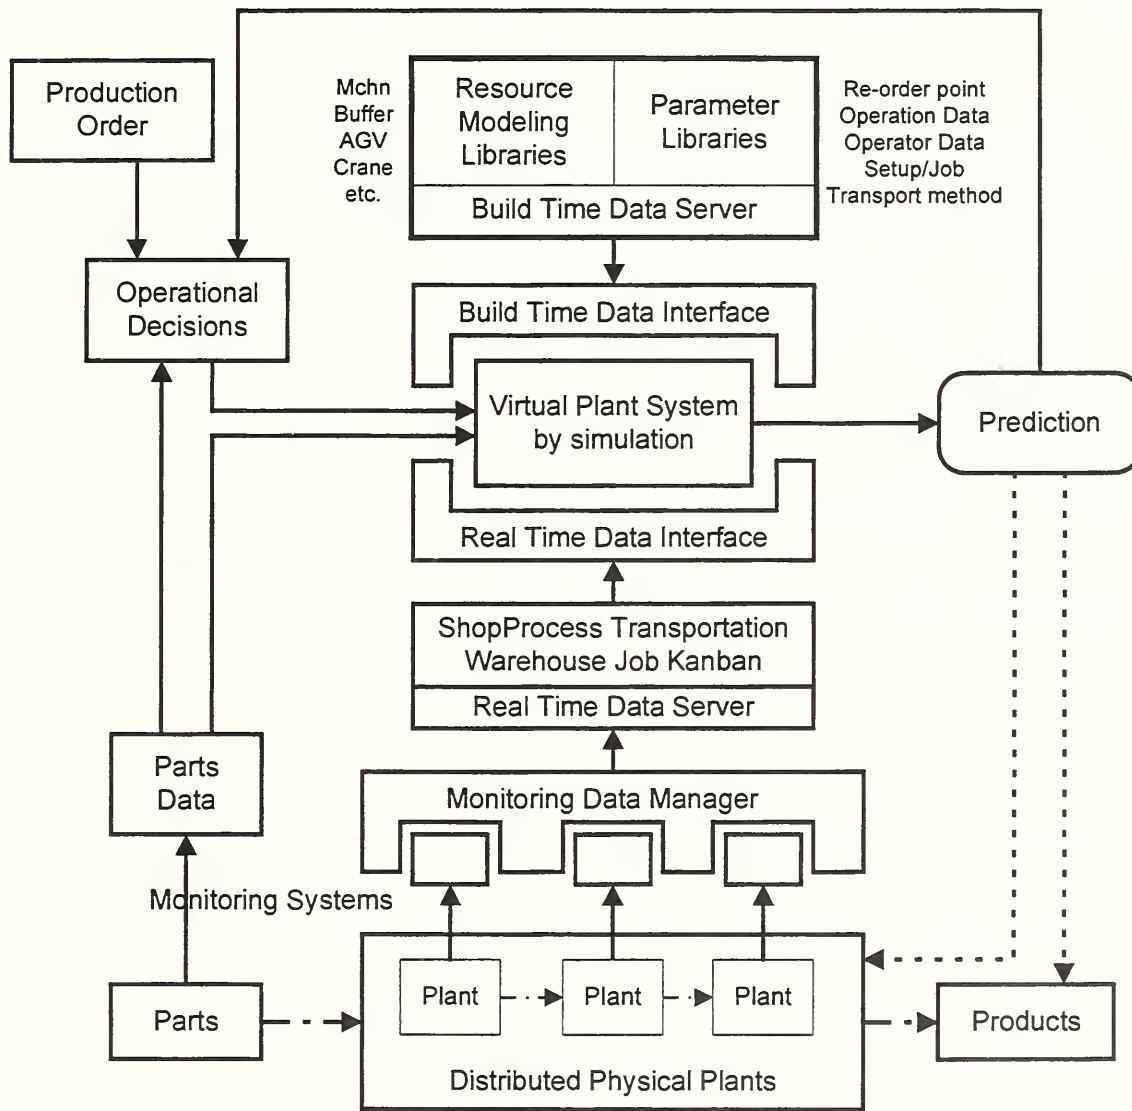 Production
Order
Mchn
Buffer
AGV
Crane
etc.
Resource
Modeling
Libraries
Parameter
Libraries
Build Time Data Server
Re-order point
Operation Data
Operator Data
Setup/Job
Transport method
Operational
Decisions
Build Time Data Interface
Virtual Plant System
by simulation
Prediction
Real Time Data Interface
ShopProcess Transportation
Warehouse Job Kanban
Real Time Data Server
Parts
Data
Monitoring Data Manager
Monitoring Systems
Parts
Plant
Plant
Plant
Products
Distributed Physical Plants